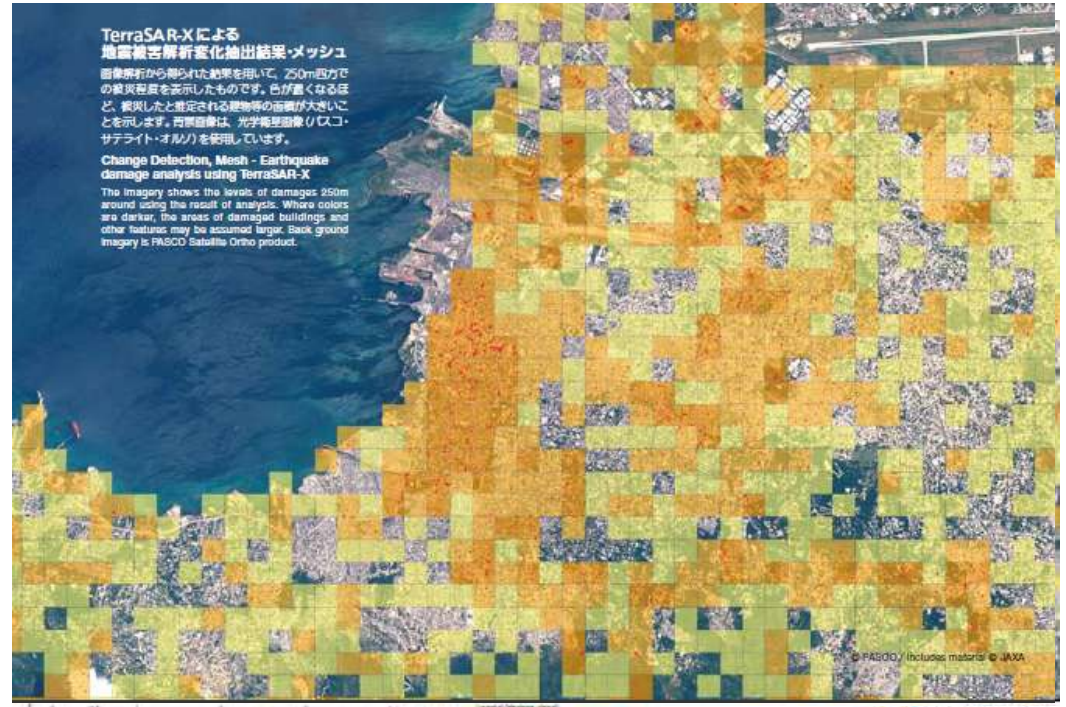 TerraSAR-Xによる
地震被害解析変化抽出結果・メッシュ
画像解析から得られた結果を用いて、250m四方で
の被災程度を表示したものです。色が濃くなるほ
ど、被災したと推定される建物等の面積が大きいこ
とを示します。背景画像は、光学衛星画像(パスコ・
サテライト・オルソ)を使用しています。
Change Detection, Mesh - Earthquake
damage analysis using TerraSAR-X
The imagery shows the levels of damages 250m
around using the result of analysis. Where colors
are darker, the areas of damaged buildings and
other features may be assumed larger. Back ground
imagery is PASCO Satellite Ortho product.
© PASCO / Includes material © JAXA